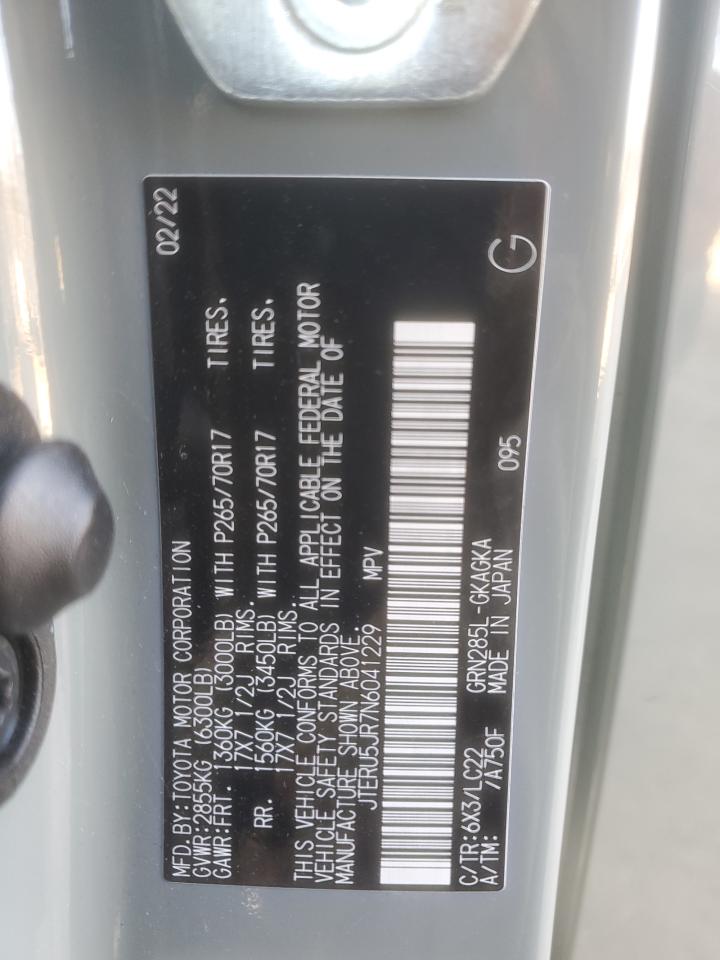 MFD.BY:TOYOTA MOTOR CORPORATION 02/22
GVWR:2855KG (6300LB)
GAWR:FRT. 1360KG (3000LB) WITH P265/70R17 TIRES,
17X7 1/2J RIMS.
RR. 1560KG (3450LB) WITH P265/70R17 TIRES,
17X7 1/2J RIMS.
THIS VEHICLE CONFORMS TO ALL APPLICABLE FEDERAL MOTOR
VEHICLE SAFETY STANDARDS IN EFFECT ON THE DATE OF
MANUFACTURE SHOWN ABOVE.
JTERU5JR7N6041229 MPV
C/TR:6X3/LC22 GRN285L-GKAGKA 095
A/TM: /A750F MADE IN JAPAN
G